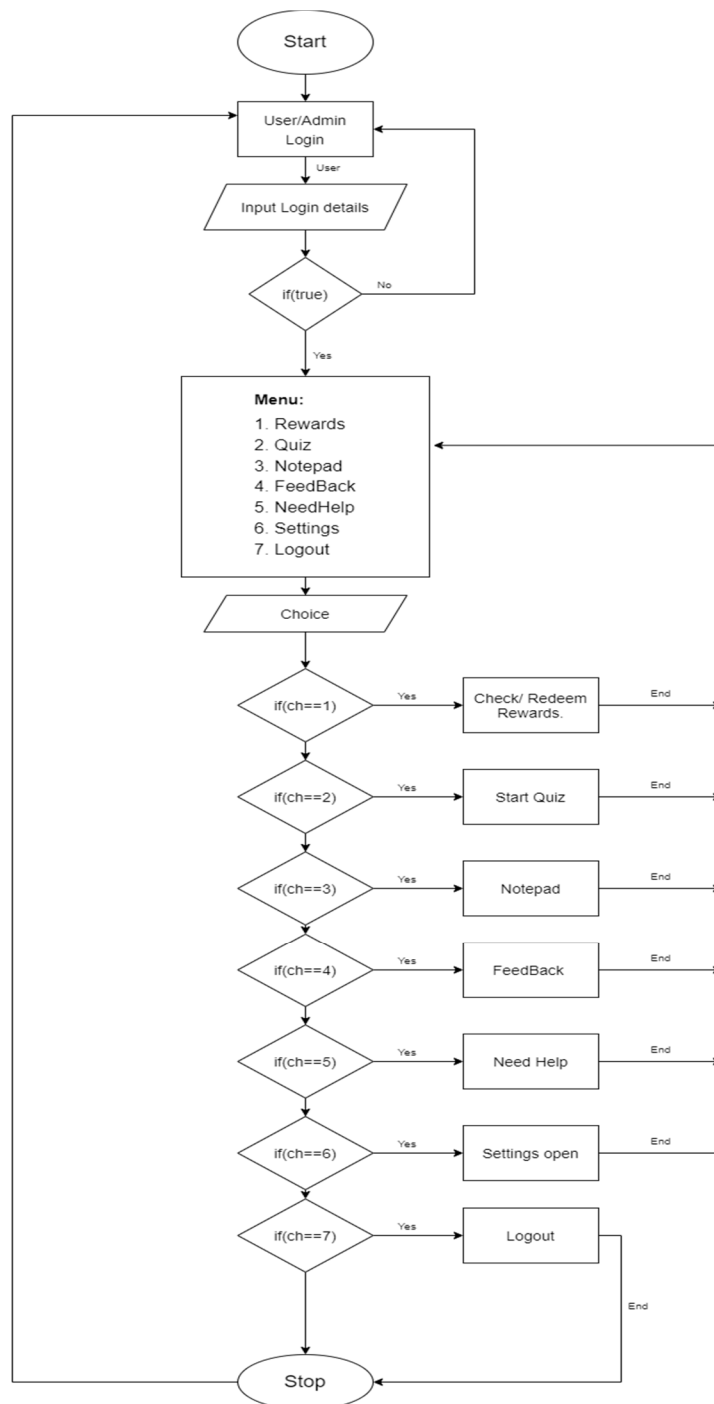 Start
User/Admin
Login
User
Input Login details
if(true)
No
Yes
Menu:
1. Rewards
2. Quiz
3. Notepad
4. FeedBack
5. NeedHelp
6. Settings
7. Logout
Choice
if(ch==1)
Yes
Check/ Redeem
Rewards.
End
if(ch==2)
Yes
Start Quiz
End
if(ch==3)
Yes
Notepad
End
if(ch==4)
Yes
FeedBack
End
if(ch==5)
Yes
Need Help
End
if(ch==6)
Yes
Settings open
End
if(ch==7)
Yes
Logout
End
Stop